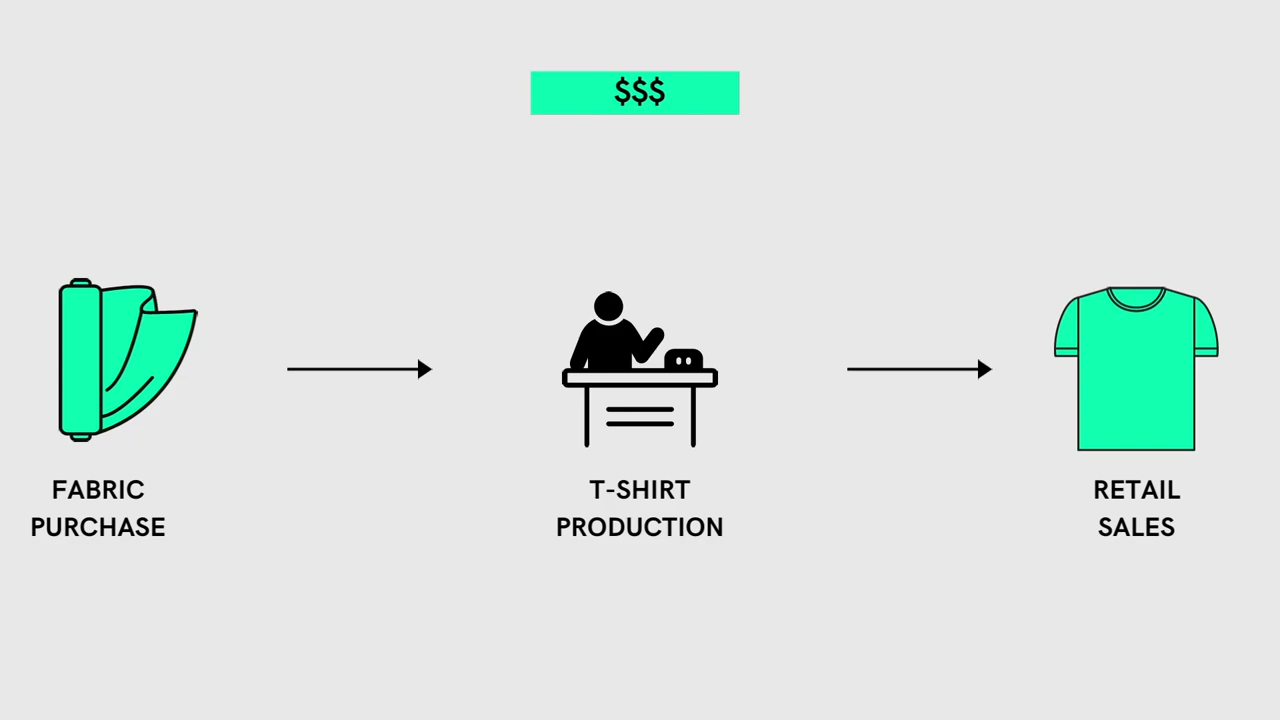 $$$
FABRIC
PURCHASE
T-SHIRT
PRODUCTION
RETAIL
SALES